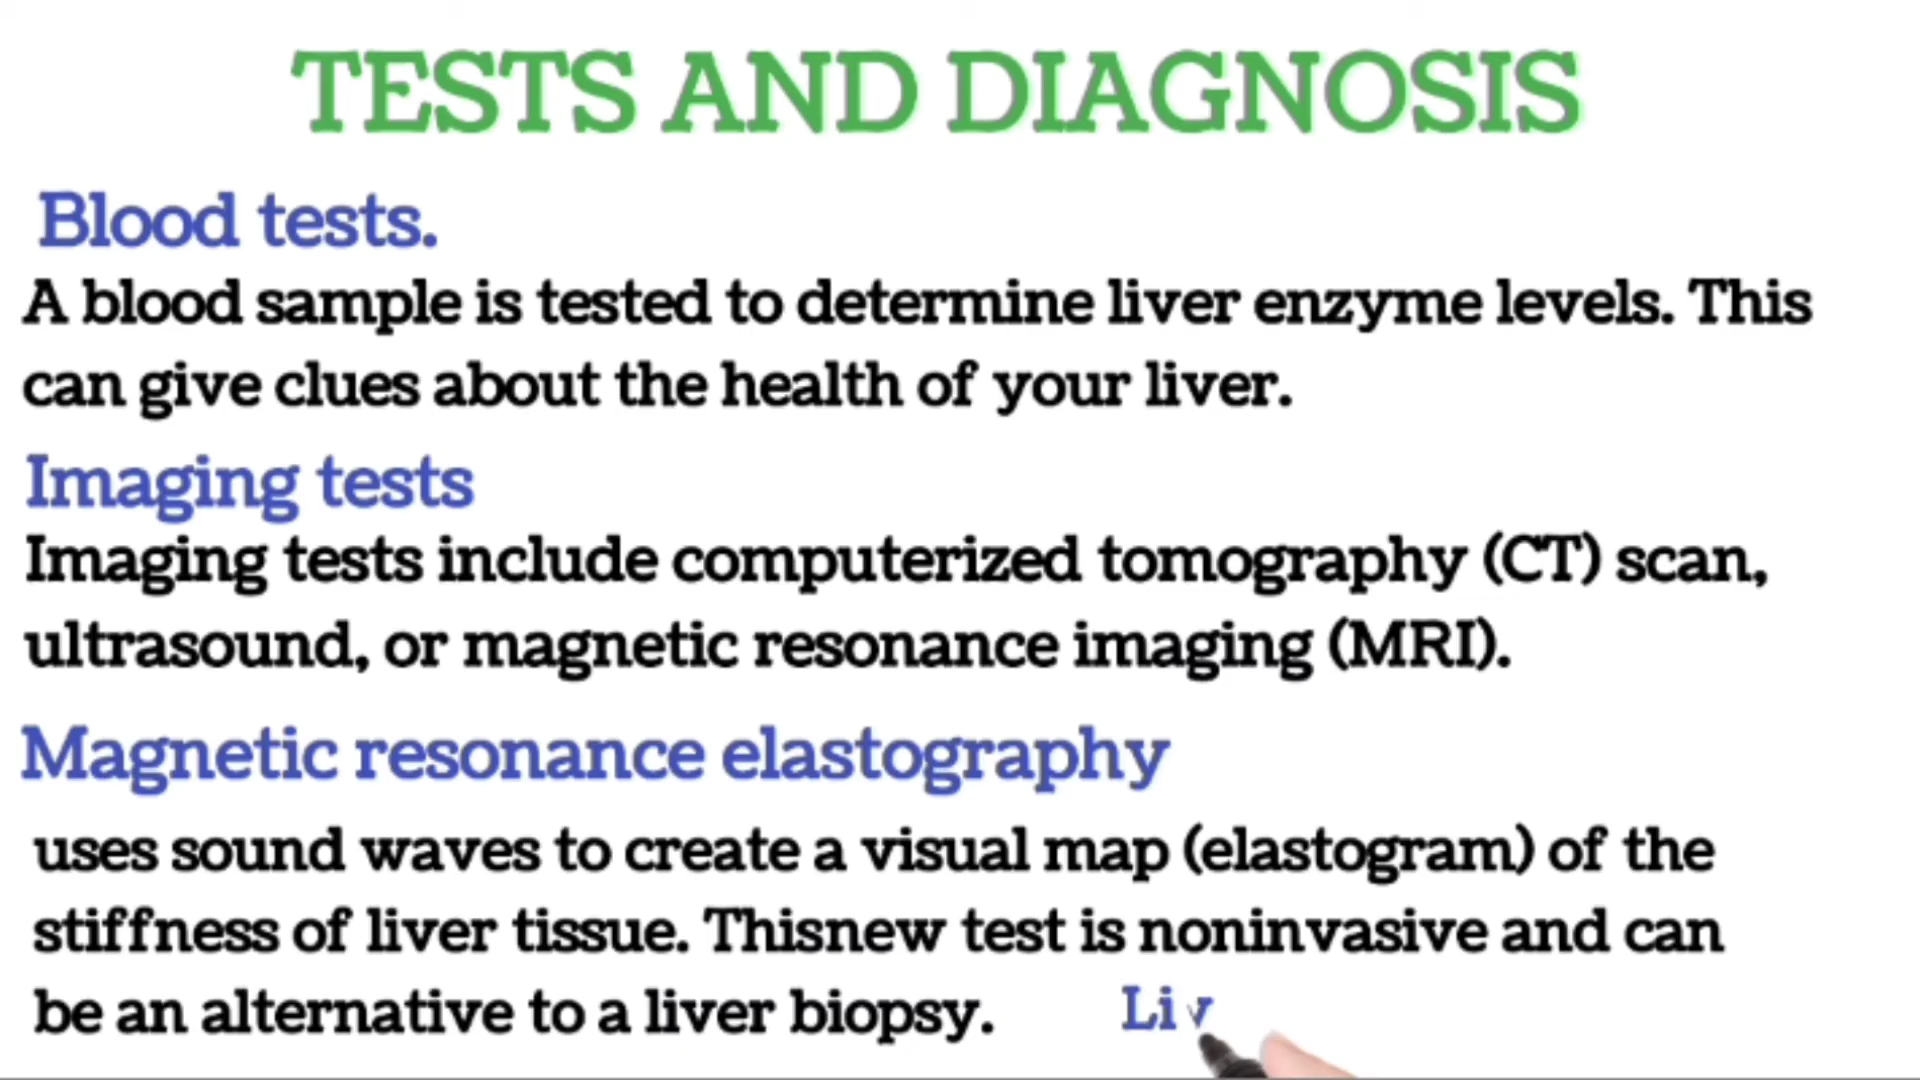 TESTS AND DIAGNOSIS
Blood tests.
A blood sample is tested to determine liver enzyme levels. This
can give clues about the health of your liver.
Imaging tests
Imaging tests include computerized tomography (CT) scan,
ultrasound, or magnetic resonance imaging (MRI).
Magnetic resonance elastography
uses sound waves to create a visual map (elastogram) of the
stiffness of liver tissue. Thisnew test is noninvasive and can
be an alternative to a liver biopsy. Liv